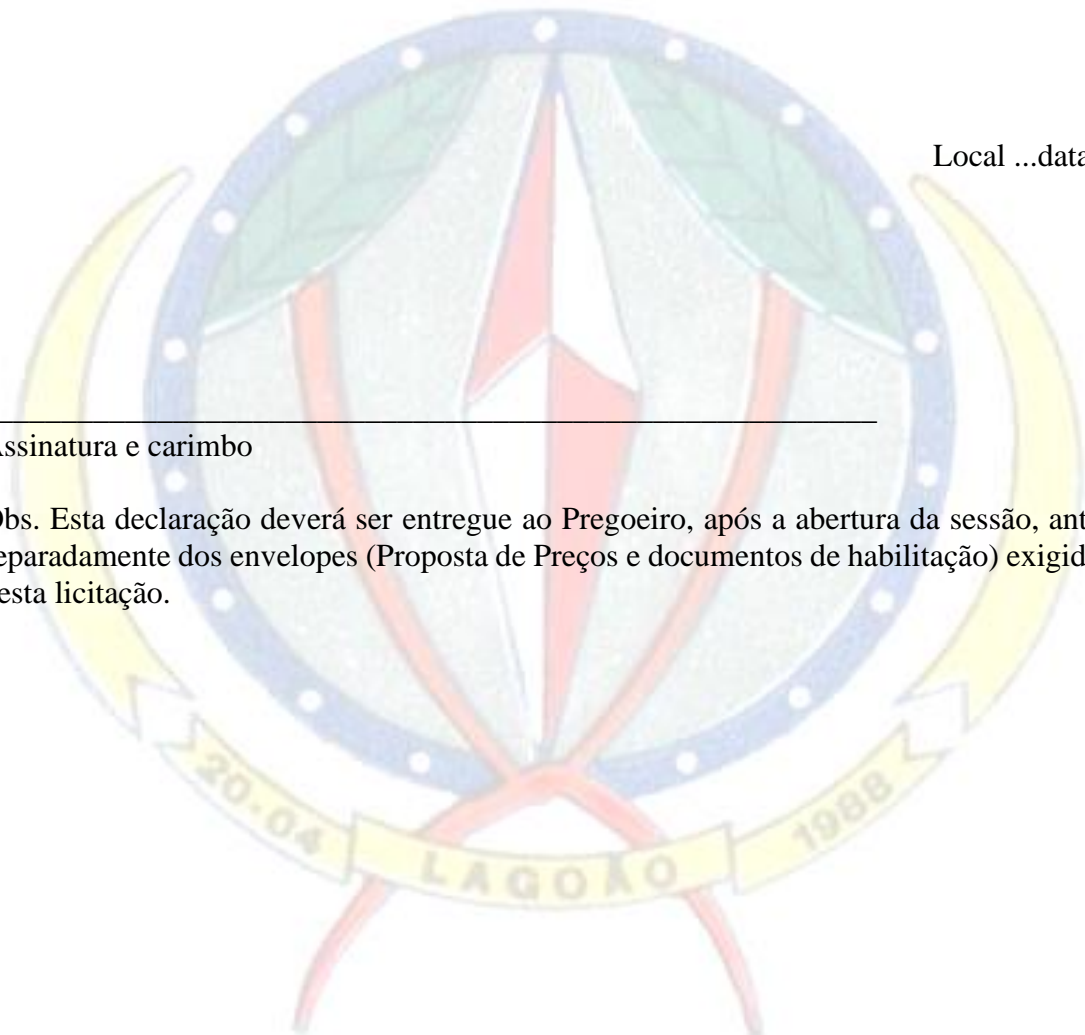 Local ...data
Assinatura e carimbo
Obs. Esta declaração deverá ser entregue ao Pregoeiro, após a abertura da sessão, ant
separadamente dos envelopes (Proposta de Preços e documentos de habilitação) exigid
esta licitação.
20-04 LAGOÃO 1988